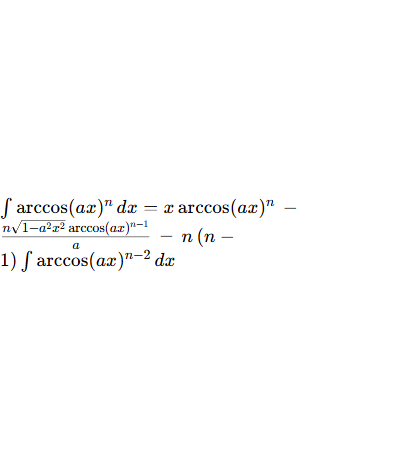 ∫ arccos(ax)ⁿ dx = x arccos(ax)ⁿ −
n√(1−a²x²) arccos(ax)ⁿ⁻¹ / a − n (n −
1) ∫ arccos(ax)ⁿ⁻² dx